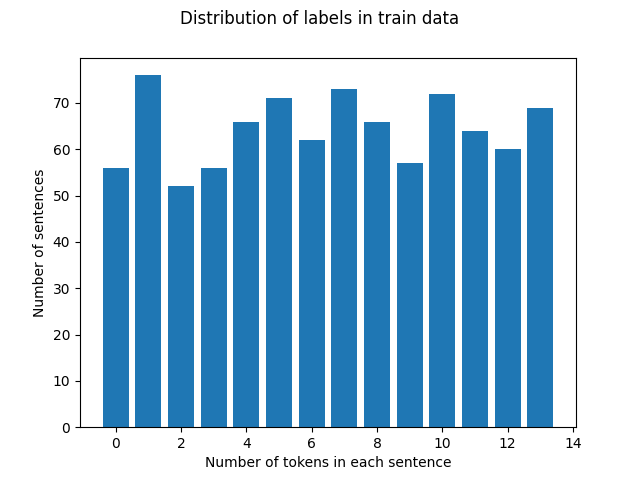 Distribution of labels in train data
70
60
50
40
30
20
10
0
Number of sentences
0 2 4 6 8 10 12 14
Number of tokens in each sentence